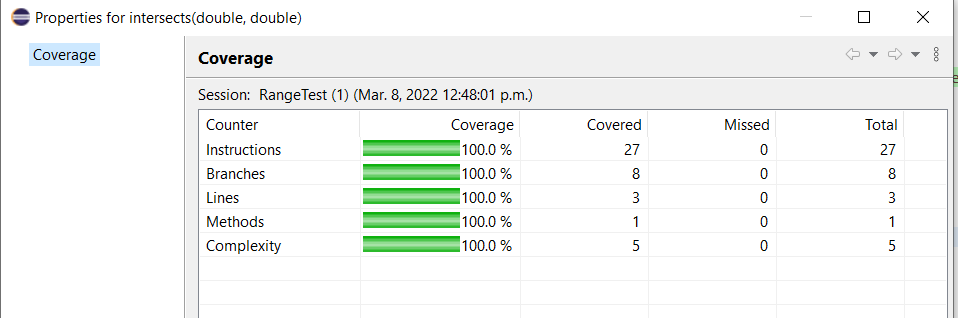 Properties for intersects(double, double)
Coverage
Coverage
Session: RangeTest (1) (Mar. 8, 2022 12:48:01 p.m.)
Counter Coverage Covered Missed Total
Instructions 100.0 % 27 0 27
Branches 100.0 % 8 0 8
Lines 100.0 % 3 0 3
Methods 100.0 % 1 0 1
Complexity 100.0 % 5 0 5